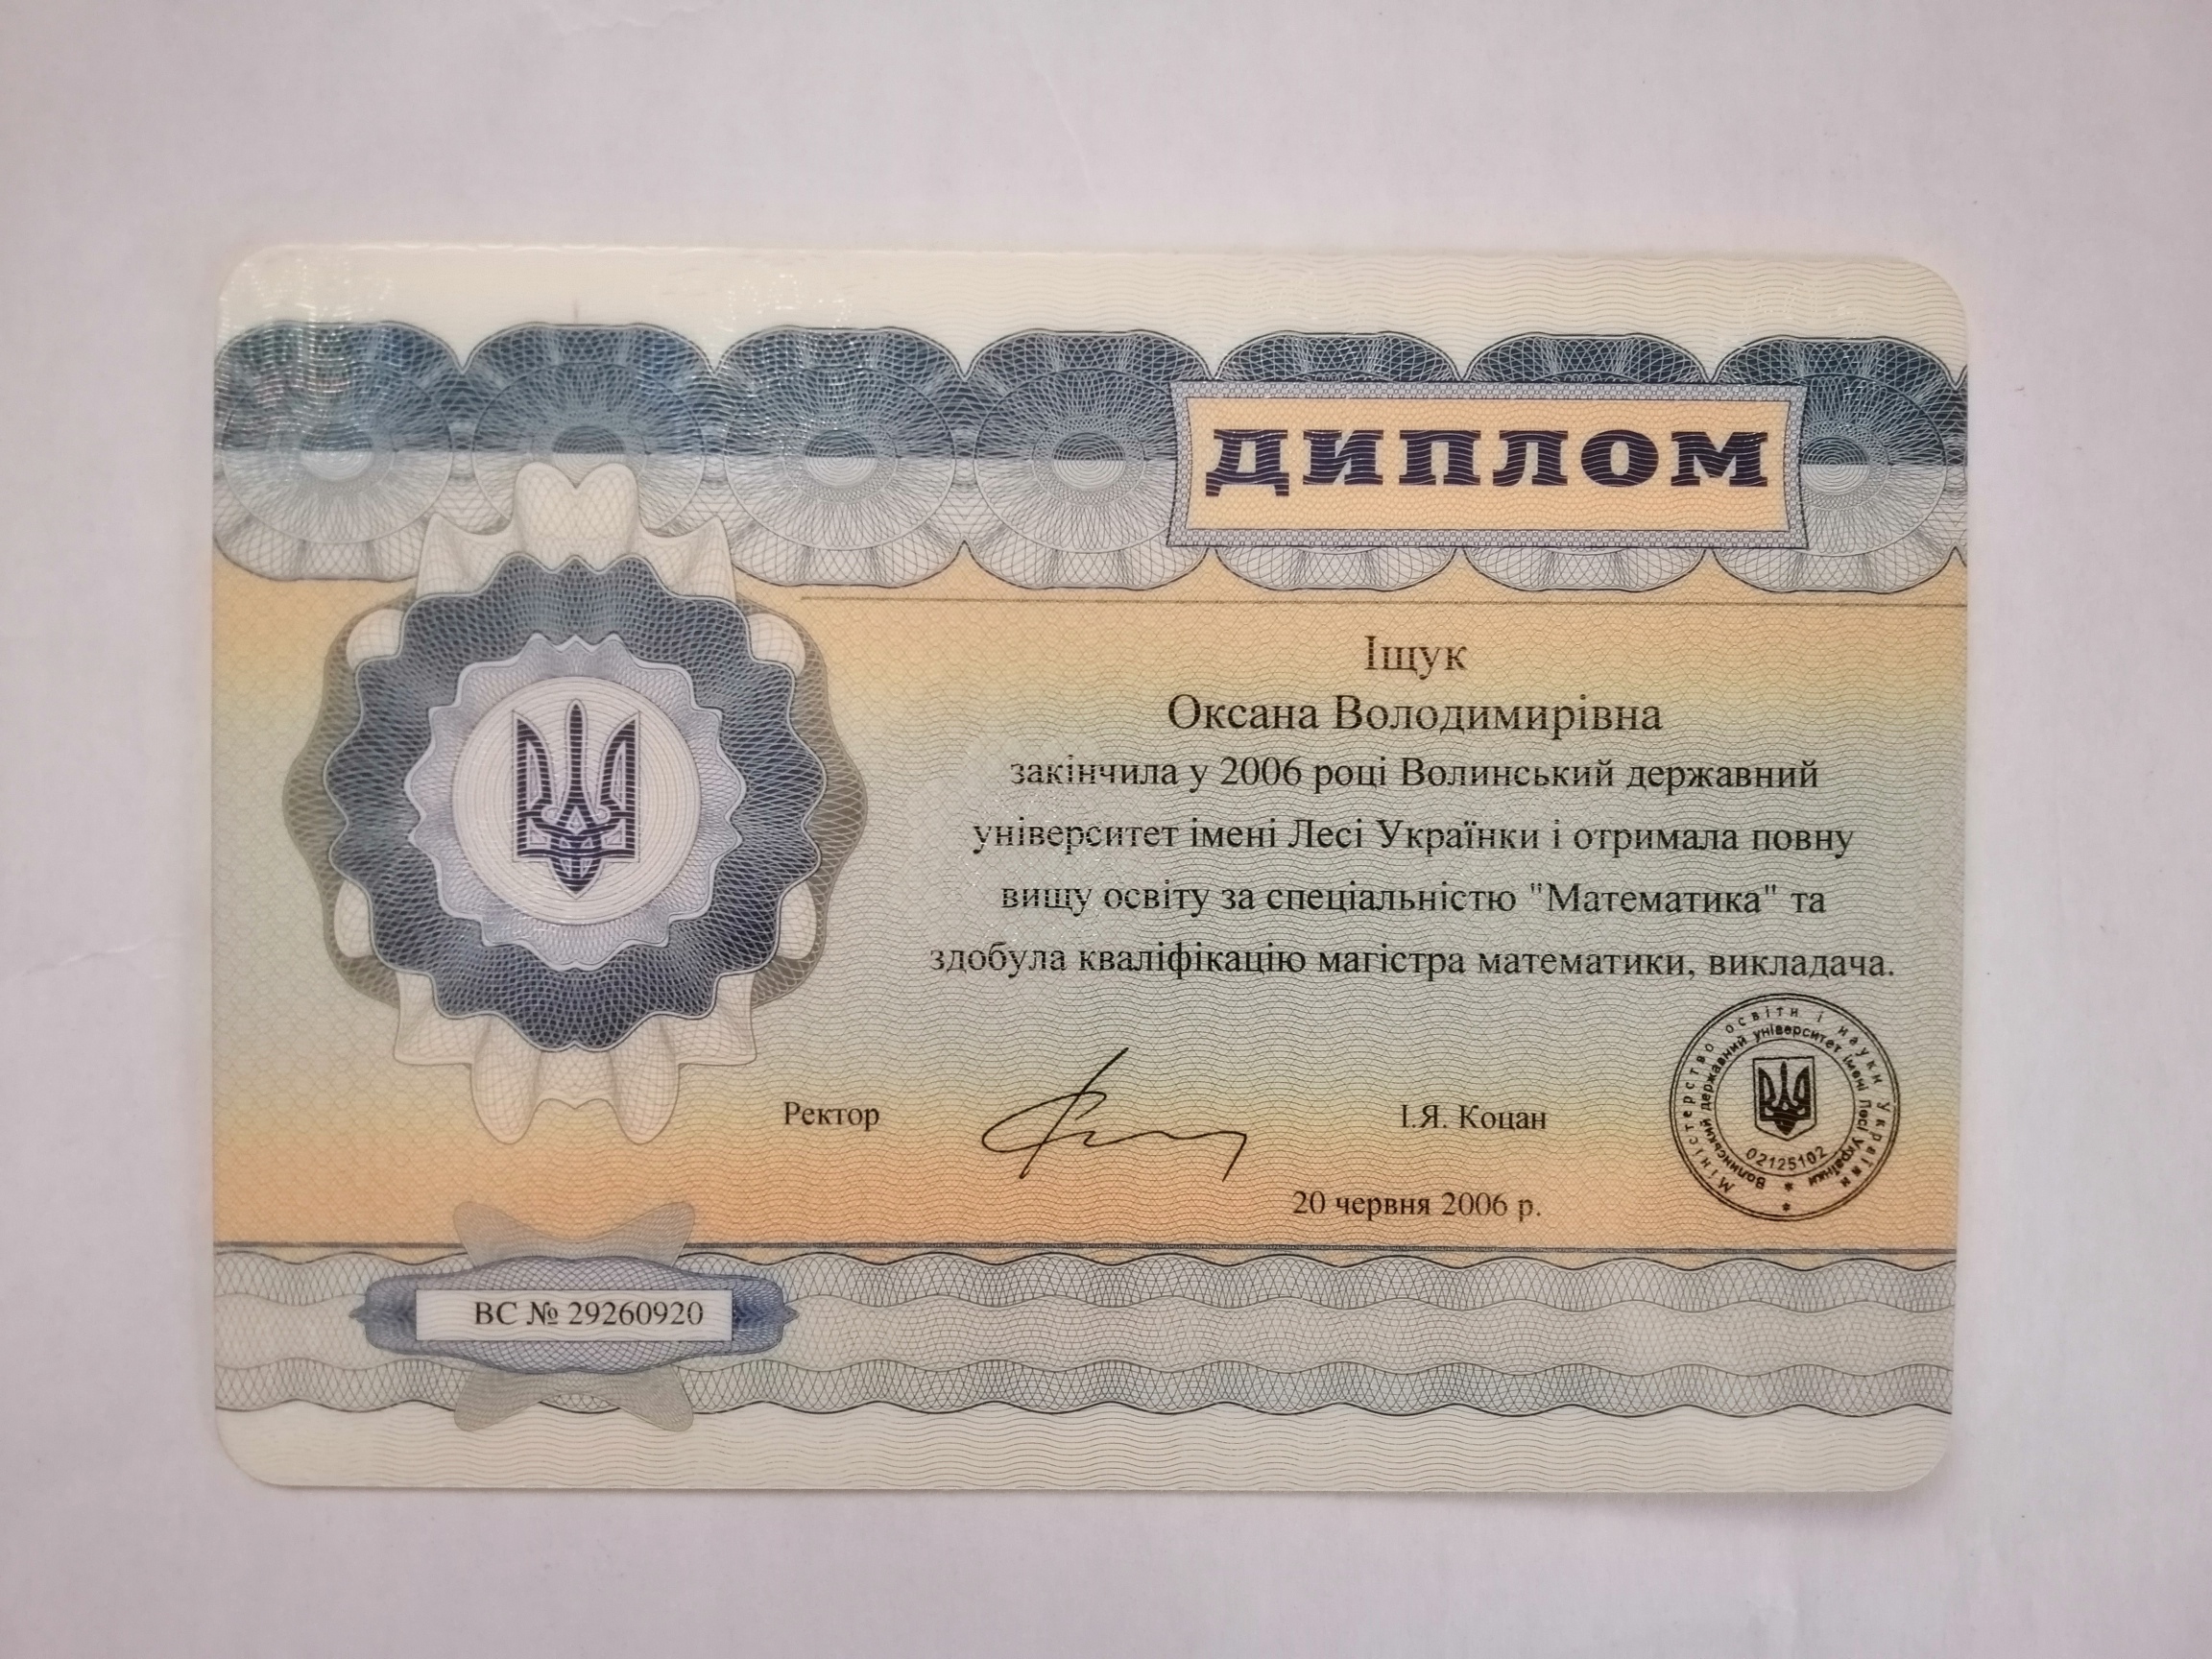 ДИПЛОМ
Іщук
Оксана Володимирівна
закінчила у 2006 році Волинський державний
університет імені Лесі Українки і отримала повну
вищу освіту за спеціальністю "Математика" та
здобула кваліфікацію магістра математики, викладача.
Ректор
І.Я. Коцан
20 червня 2006 р.
Міністерство освіти і науки України *
Волинський державний університет імені Лесі Українки *
02125102
ВС № 29260920